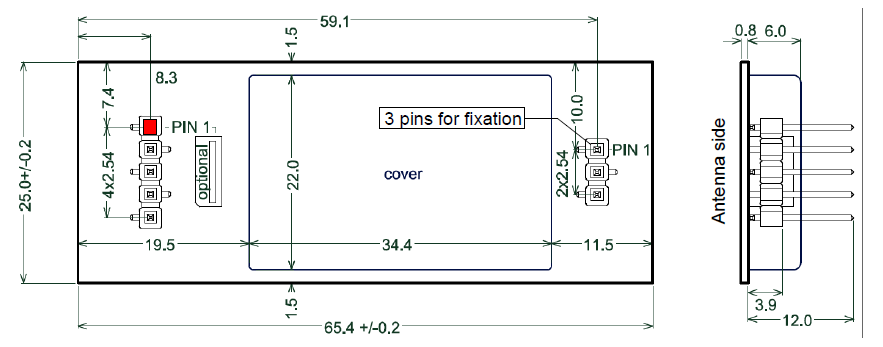 59.1
1.5
0.8
6.0
8.3
7.4
10.0
PIN 1
3 pins for fixation
PIN 1
25.0+/-0.2
4x2.54
optional
22.0
cover
2x2.54
Antenna side
19.5
34.4
11.5
1.5
3.9
12.0
65.4 +/-0.2